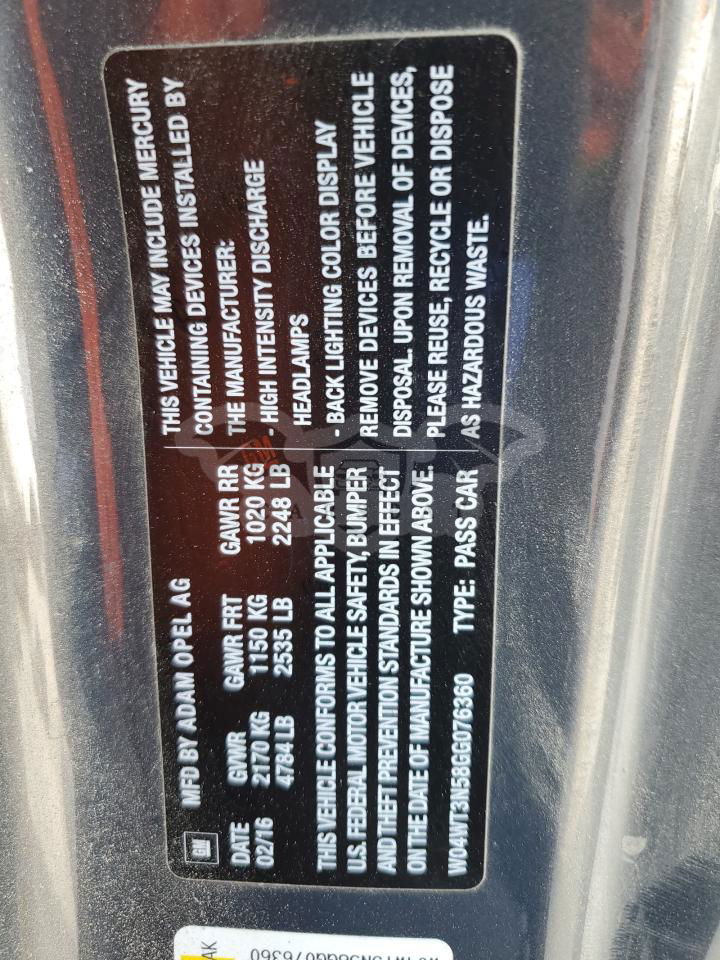 GM
MFD BY ADAM OPEL AG
DATE GVWR GAWR FRT GAWR RR
02/16 2170 KG 1150 KG 1020 KG
4784 LB 2535 LB 2248 LB
THIS VEHICLE CONFORMS TO ALL APPLICABLE
U.S. FEDERAL MOTOR VEHICLE SAFETY, BUMPER
AND THEFT PREVENTION STANDARDS IN EFFECT
ON THE DATE OF MANUFACTURE SHOWN ABOVE.
W04WT3N58GG076360 TYPE: PASS CAR
THIS VEHICLE MAY INCLUDE MERCURY
CONTAINING DEVICES INSTALLED BY
THE MANUFACTURER:
- HIGH INTENSITY DISCHARGE
HEADLAMPS
- BACK LIGHTING COLOR DISPLAY
REMOVE DEVICES BEFORE VEHICLE
DISPOSAL. UPON REMOVAL OF DEVICES,
PLEASE REUSE, RECYCLE OR DISPOSE
AS HAZARDOUS WASTE.
GM
AK